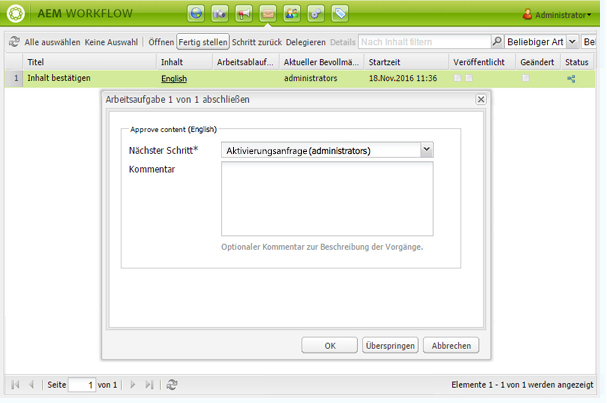 AEM WORKFLOW
Administrator
Alle auswählen Keine Auswahl Öffnen Fertig stellen Schritt zurück Delegieren Details Nach Inhalt filtern Beliebiger Art Bel
Titel Inhalt Arbeitsablauf... Aktueller Bevollmä... Startzeit Veröffentlicht Geändert Status
1 Inhalt bestätigen English administrators 18.Nov.2016 11:36
Arbeitsaufgabe 1 von 1 abschließen
Approve content (English)
Nächster Schritt* Aktivierungsanfrage (administrators)
Kommentar
Optionaler Kommentar zur Beschreibung der Vorgänge.
OK Überspringen Abbrechen
Seite 1 von 1 Elemente 1 - 1 von 1 werden angezeigt